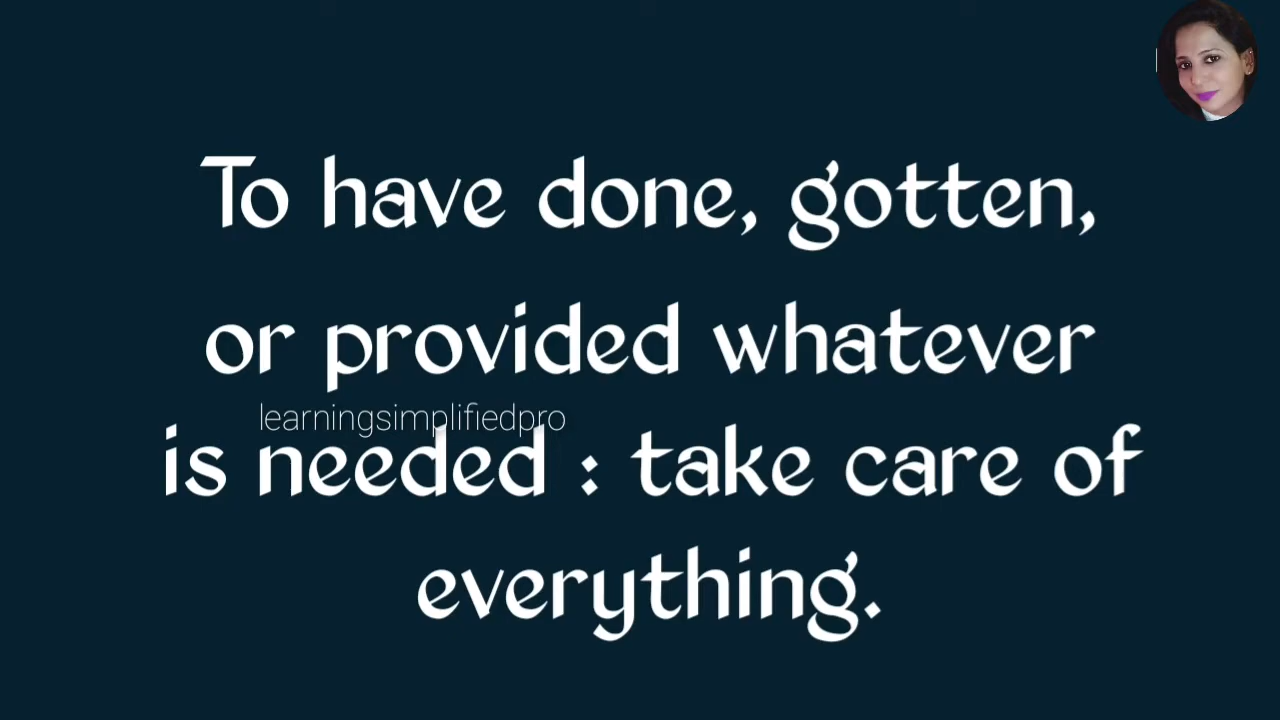 To have done, gotten,
or provided whatever
learningsimplifiedpro
is needed : take care of
everything.